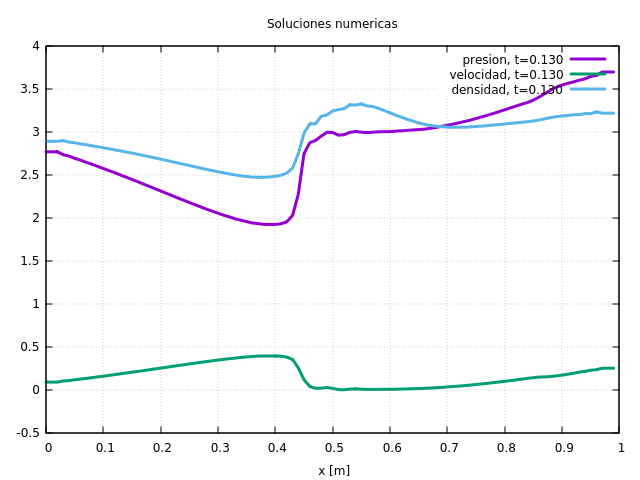 Soluciones numericas
presion, t=0.130
velocidad, t=0.130
densidad, t=0.130
4
3.5
3
2.5
2
1.5
1
0.5
0
-0.5
0 0.1 0.2 0.3 0.4 0.5 0.6 0.7 0.8 0.9 1
x [m]